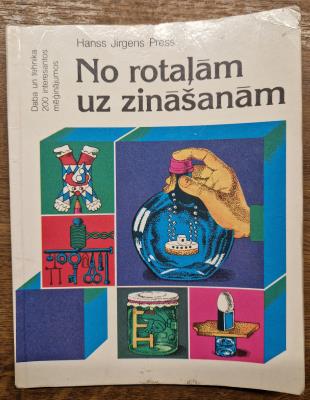 Hanss Jirgens Press
No rotaļām
uz zināšanām
Daba un tehnika
200 interesantos
mēģinājumos